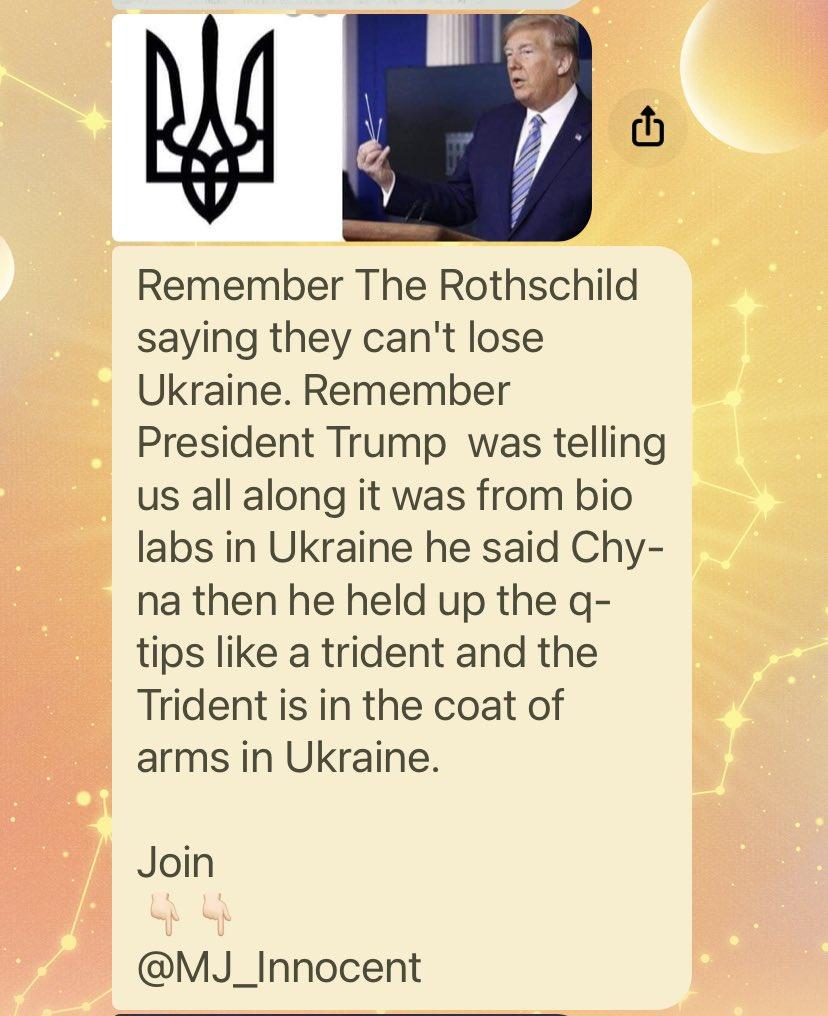 Remember The Rothschild
saying they can't lose
Ukraine. Remember
President Trump  was telling
us all along it was from bio
labs in Ukraine he said Chy-
na then he held up the q-
tips like a trident and the
Trident is in the coat of
arms in Ukraine.
Join
👇🏻👇🏻
@MJ_Innocent